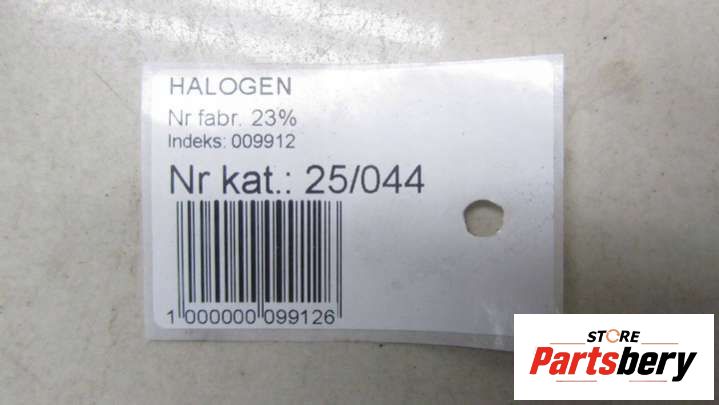 HALOGEN
Nr fabr. 23%
Indeks: 009912
Nr kat.: 25/044
1 000000 099126
STORE
Partsbery